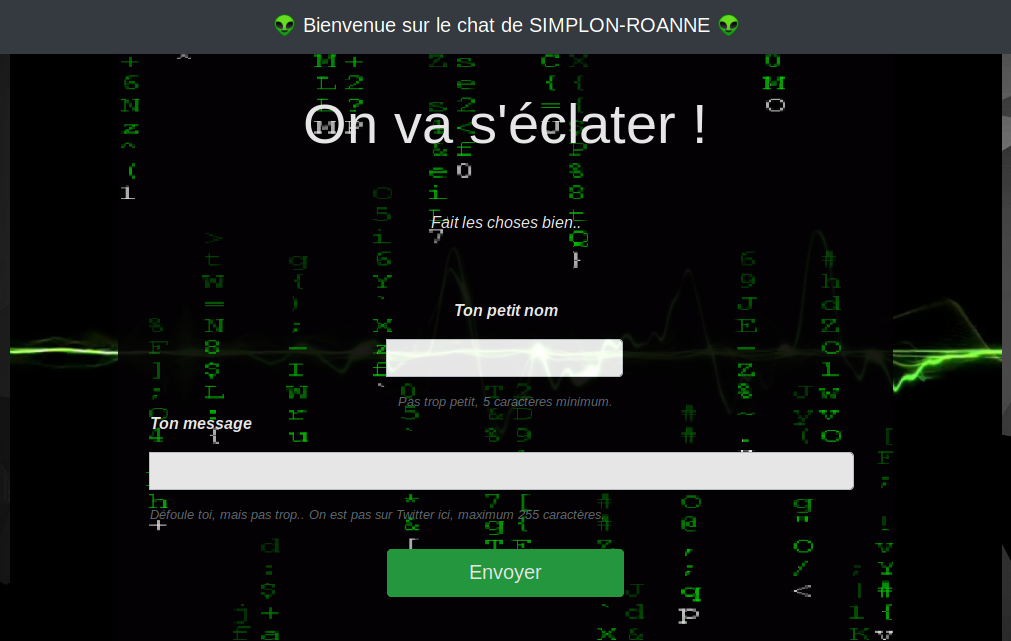 👽 Bienvenue sur le chat de SIMPLON-ROANNE 👽
On va s'éclater !
Fait les choses bien..
Ton petit nom
Pas trop petit, 5 caractères minimum.
Ton message
Défoule toi, mais pas trop.. On est pas sur Twitter ici, maximum 255 caractères.
Envoyer